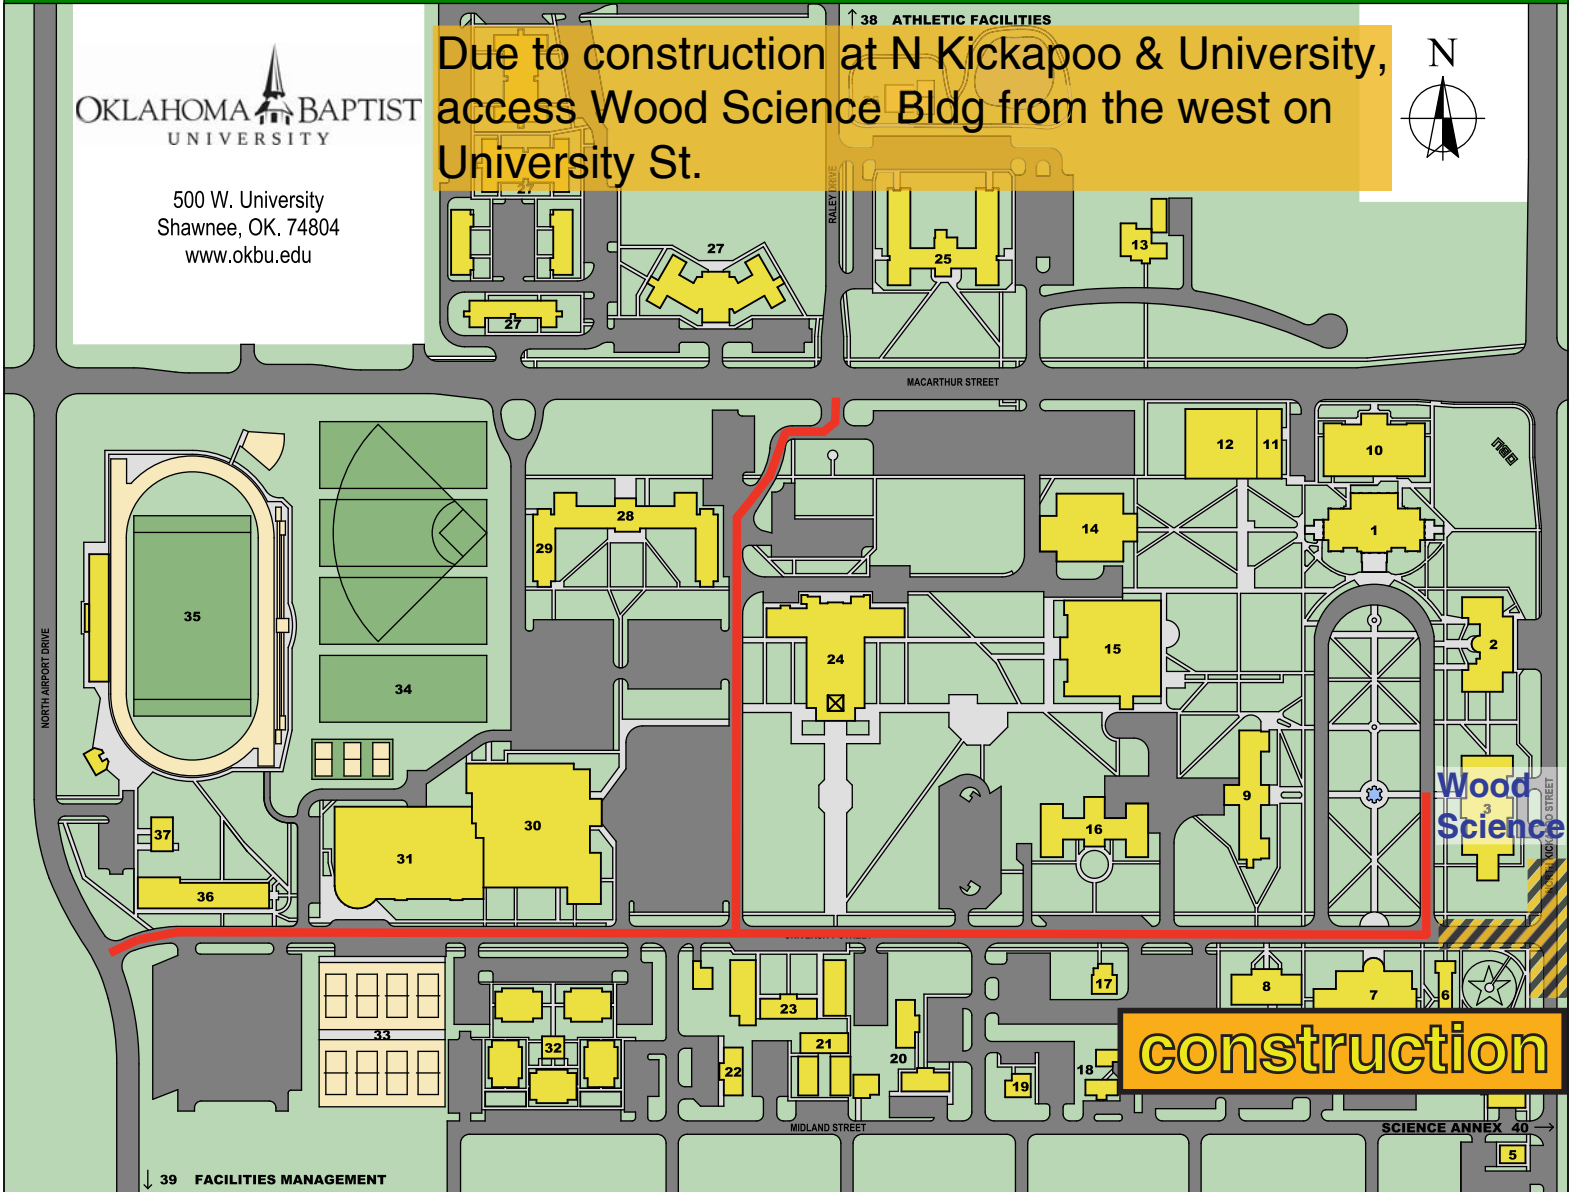 38 ATHLETIC FACILITIES
Due to construction at N Kickapoo & University,
access Wood Science Bldg from the west on
University St.
N
OKLAHOMA BAPTIST
UNIVERSITY
500 W. University
Shawnee, OK. 74804
www.okbu.edu
RALEY DRIVE
27
27
27
25
13
MACARTHUR STREET
12
11
10
OBU
28
29
14
1
35
34
24
15
2
NORTH AIRPORT DRIVE
Wood
Science
3
NORTH KICKAPOO STREET
9
16
30
31
37
36
33
32
23
22
21
20
17
19
18
8
7
6
construction
MIDLAND STREET
SCIENCE ANNEX 40
5
39 FACILITIES MANAGEMENT